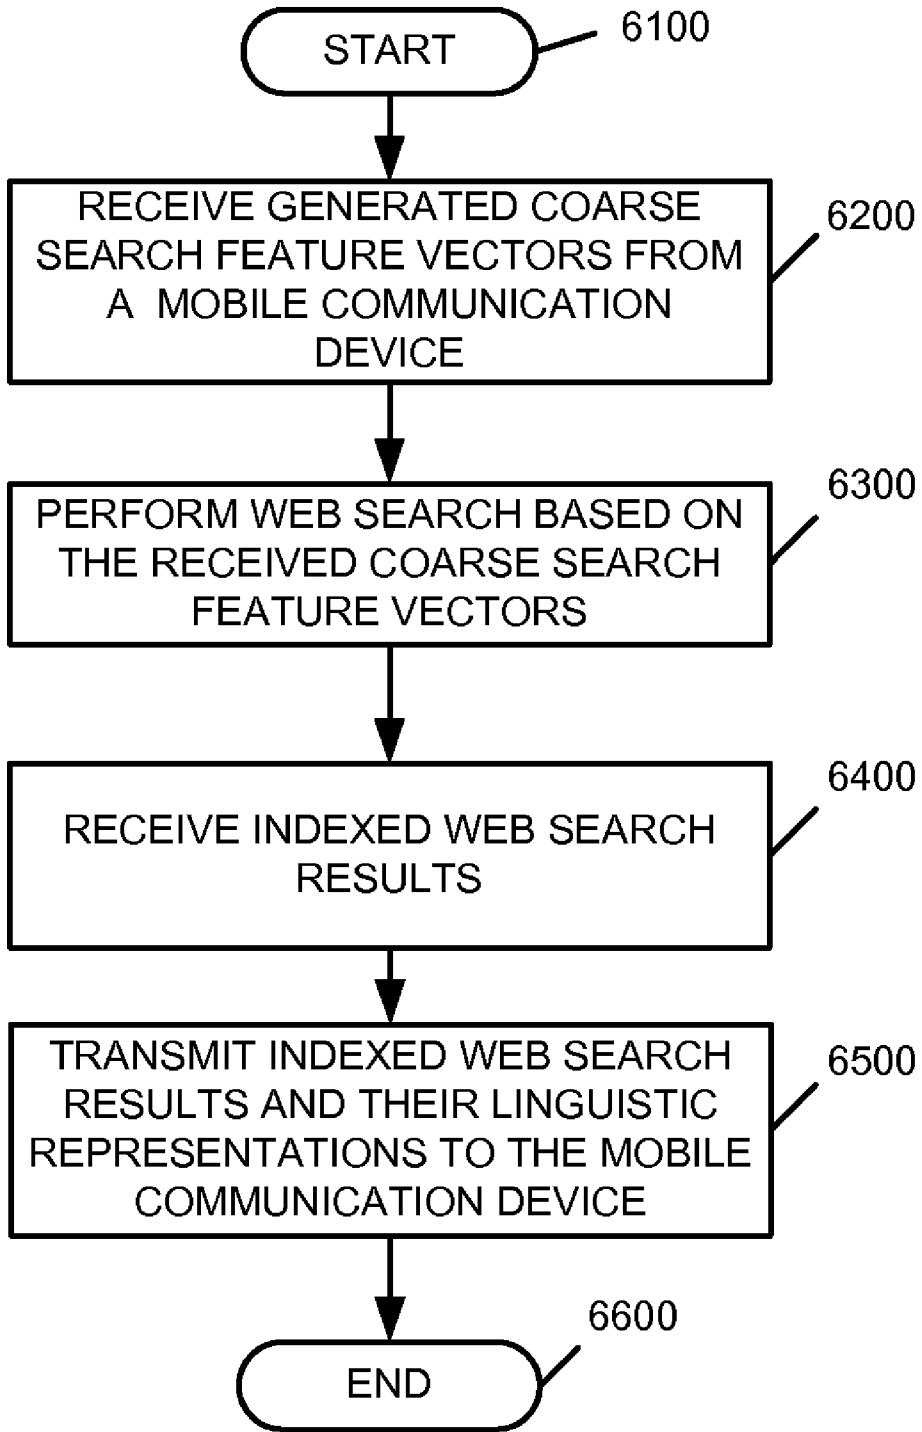 START
6100
RECEIVE GENERATED COARSE
SEARCH FEATURE VECTORS FROM
A MOBILE COMMUNICATION
DEVICE
6200
PERFORM WEB SEARCH BASED ON
THE RECEIVED COARSE SEARCH
FEATURE VECTORS
6300
RECEIVE INDEXED WEB SEARCH
RESULTS
6400
TRANSMIT INDEXED WEB SEARCH
RESULTS AND THEIR LINGUISTIC
REPRESENTATIONS TO THE MOBILE
COMMUNICATION DEVICE
6500
END
6600